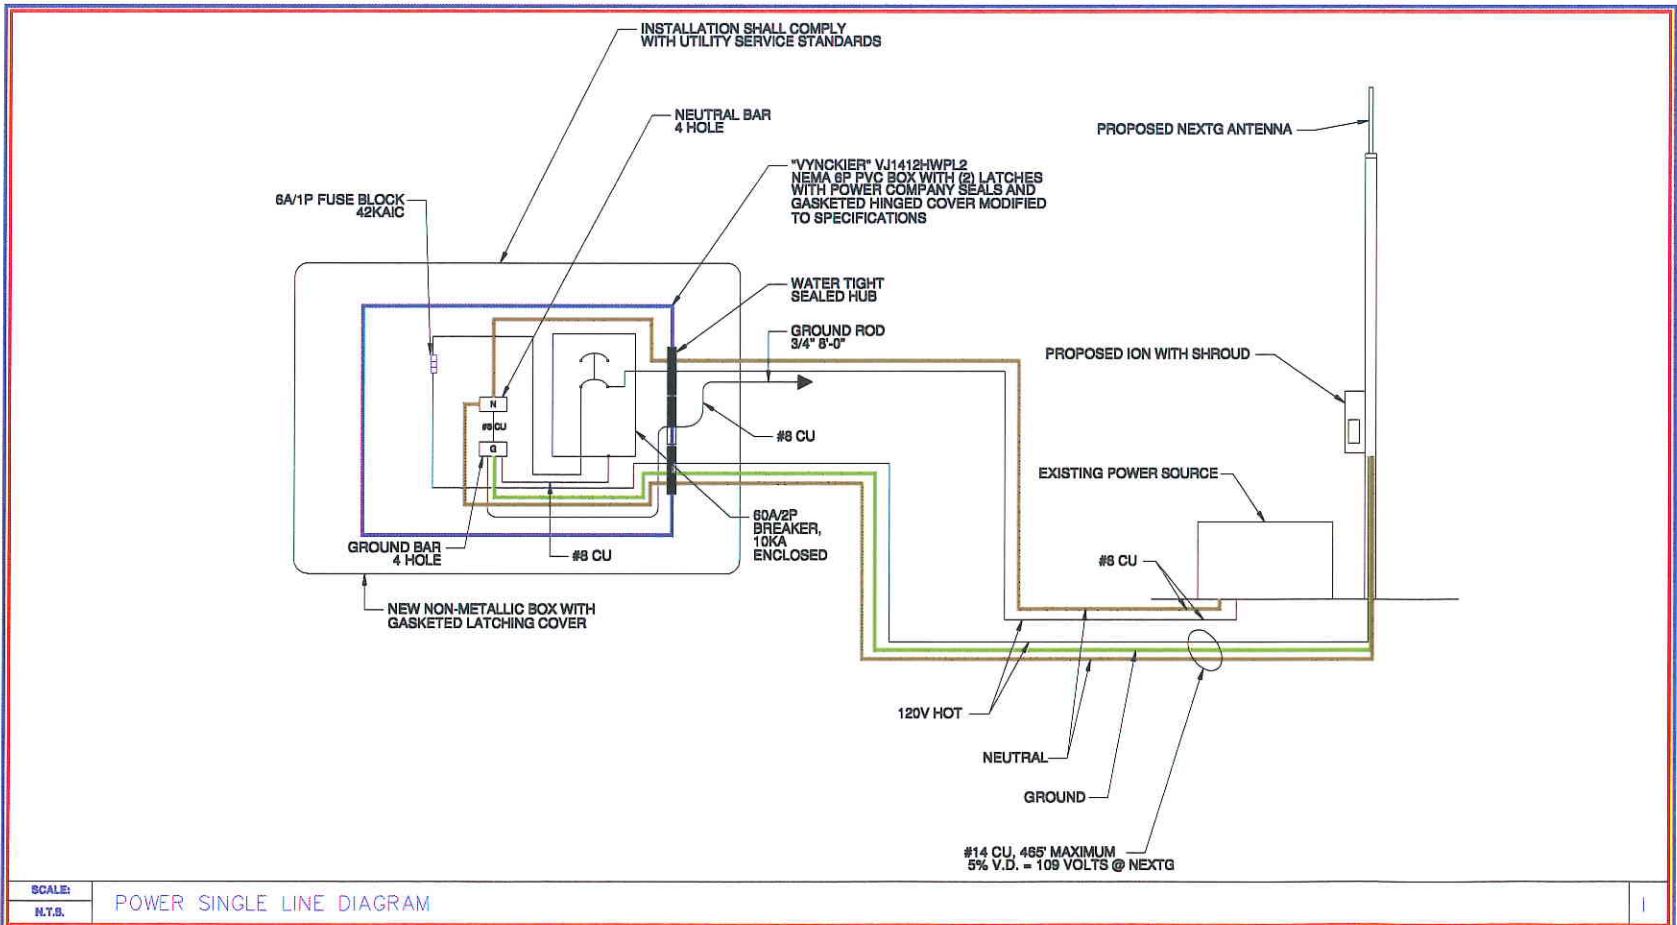 INSTALLATION SHALL COMPLY
WITH UTILITY SERVICE STANDARDS
NEUTRAL BAR
4 HOLE
PROPOSED NEXTG ANTENNA
"VYNCKIER" VJ1412HWPL2
NEMA 6P PVC BOX WITH (2) LATCHES
WITH POWER COMPANY SEALS AND
GASKETED HINGED COVER MODIFIED
TO SPECIFICATIONS
6A/1P FUSE BLOCK
42KAIC
WATER TIGHT
SEALED HUB
GROUND ROD
3/4" 8'-0"
PROPOSED ION WITH SHROUD
N
#8 CU
G
#8 CU
EXISTING POWER SOURCE
60A/2P
BREAKER,
10KA
ENCLOSED
GROUND BAR
4 HOLE
#8 CU
#8 CU
NEW NON-METALLIC BOX WITH
GASKETED LATCHING COVER
120V HOT
NEUTRAL
GROUND
#14 CU, 465' MAXIMUM
5% V.D. = 109 VOLTS @ NEXTG
SCALE:
N.T.S.
POWER SINGLE LINE DIAGRAM
1